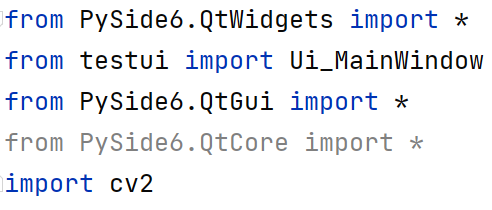 from PySide6.QtWidgets import *
from testui import Ui_MainWindow
from PySide6.QtGui import *
from PySide6.QtCore import *
import cv2